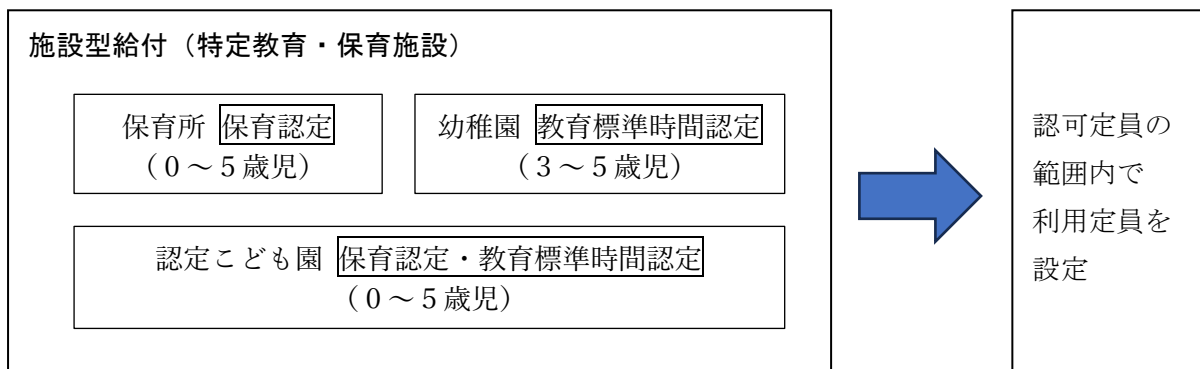 施設型給付（特定教育・保育施設）
保育所 保育認定
（０～５歳児）
幼稚園 教育標準時間認定
（３～５歳児）
認定こども園 保育認定・教育標準時間認定
（０～５歳児）
認可定員の
範囲内で
利用定員を
設定